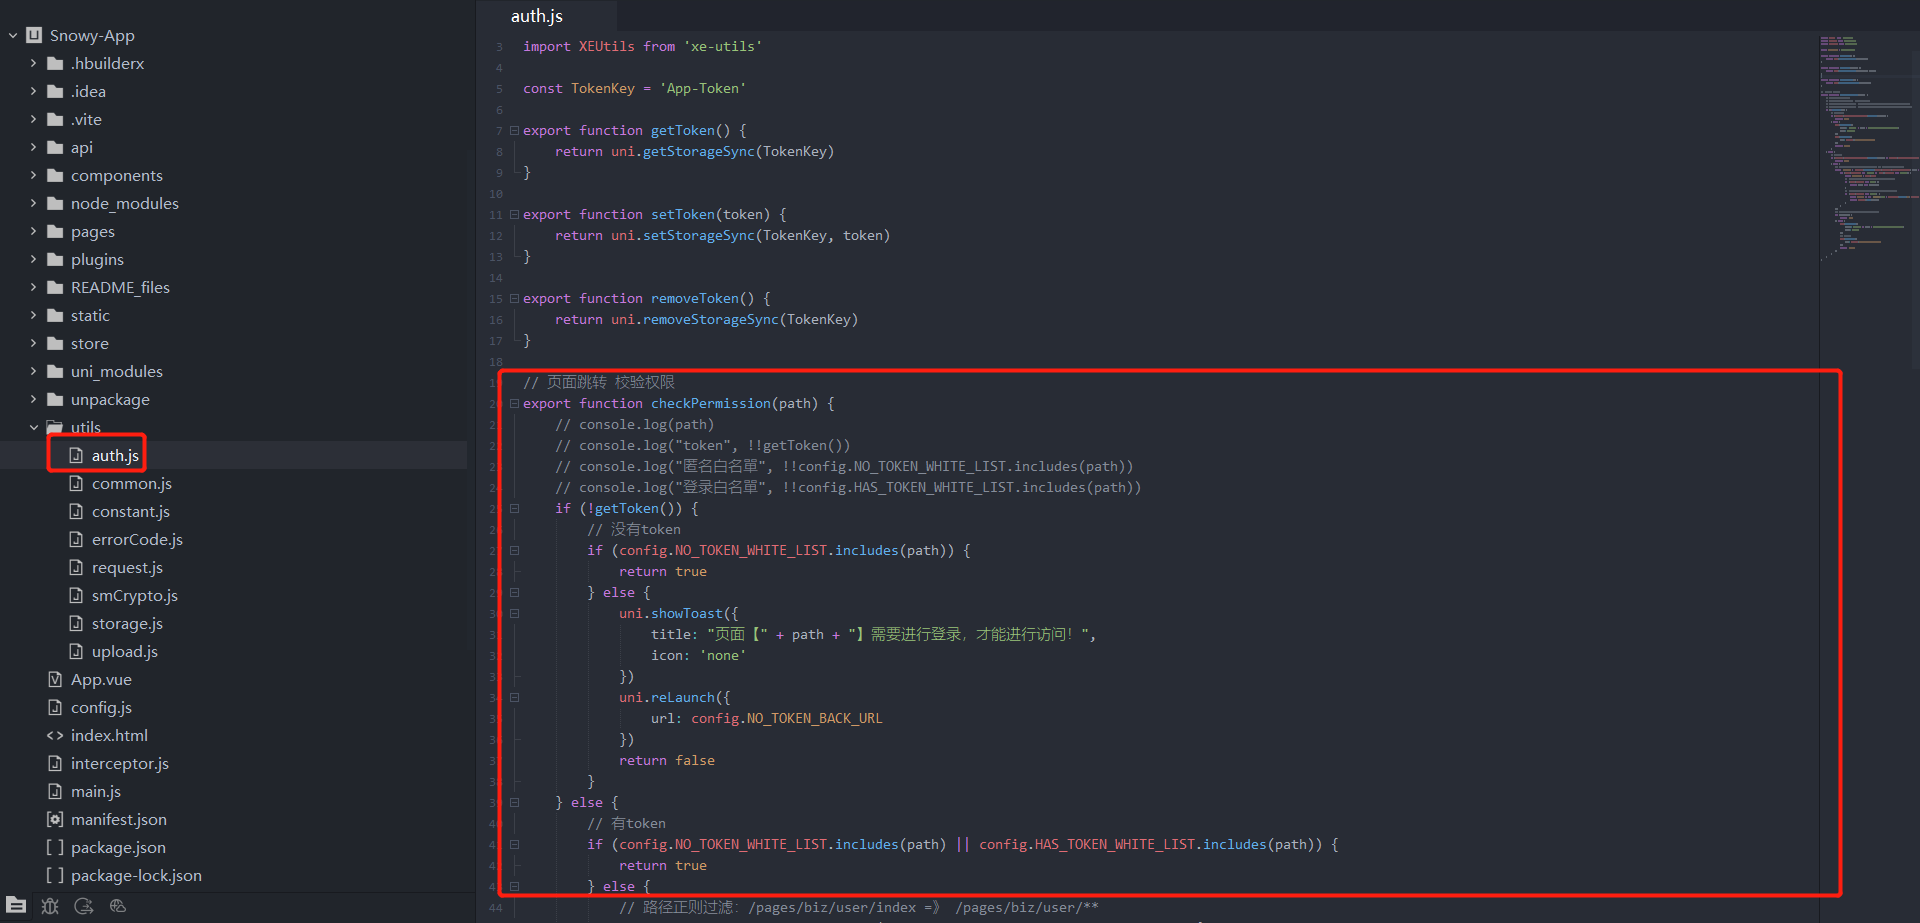 Snowy-App
.hbuilderx
.idea
.vite
api
components
node_modules
pages
plugins
README_files
static
store
uni_modules
unpackage
utils
auth.js
common.js
constant.js
errorCode.js
request.js
smCrypto.js
storage.js
upload.js
App.vue
config.js
index.html
interceptor.js
main.js
manifest.json
package.json
package-lock.json
auth.js
3 import XEUtils from 'xe-utils'
4
5 const TokenKey = 'App-Token'
6
7 export function getToken() {
8 return uni.getStorageSync(TokenKey)
9 }
10
11 export function setToken(token) {
12 return uni.setStorageSync(TokenKey, token)
13 }
14
15 export function removeToken() {
16 return uni.removeStorageSync(TokenKey)
17 }
18
// 页面跳转 校验权限
export function checkPermission(path) {
// console.log(path)
// console.log("token", !!getToken())
// console.log("匿名白名單", !!config.NO_TOKEN_WHITE_LIST.includes(path))
// console.log("登录白名單", !!config.HAS_TOKEN_WHITE_LIST.includes(path))
if (!getToken()) {
// 没有token
if (config.NO_TOKEN_WHITE_LIST.includes(path)) {
return true
} else {
uni.showToast({
title: "页面【" + path + "】需要进行登录，才能进行访问！",
icon: 'none'
})
uni.reLaunch({
url: config.NO_TOKEN_BACK_URL
})
return false
}
} else {
// 有token
if (config.NO_TOKEN_WHITE_LIST.includes(path) || config.HAS_TOKEN_WHITE_LIST.includes(path)) {
return true
} else {
44 // 路径正则过滤：/pages/biz/user/index =》 /pages/biz/user/**